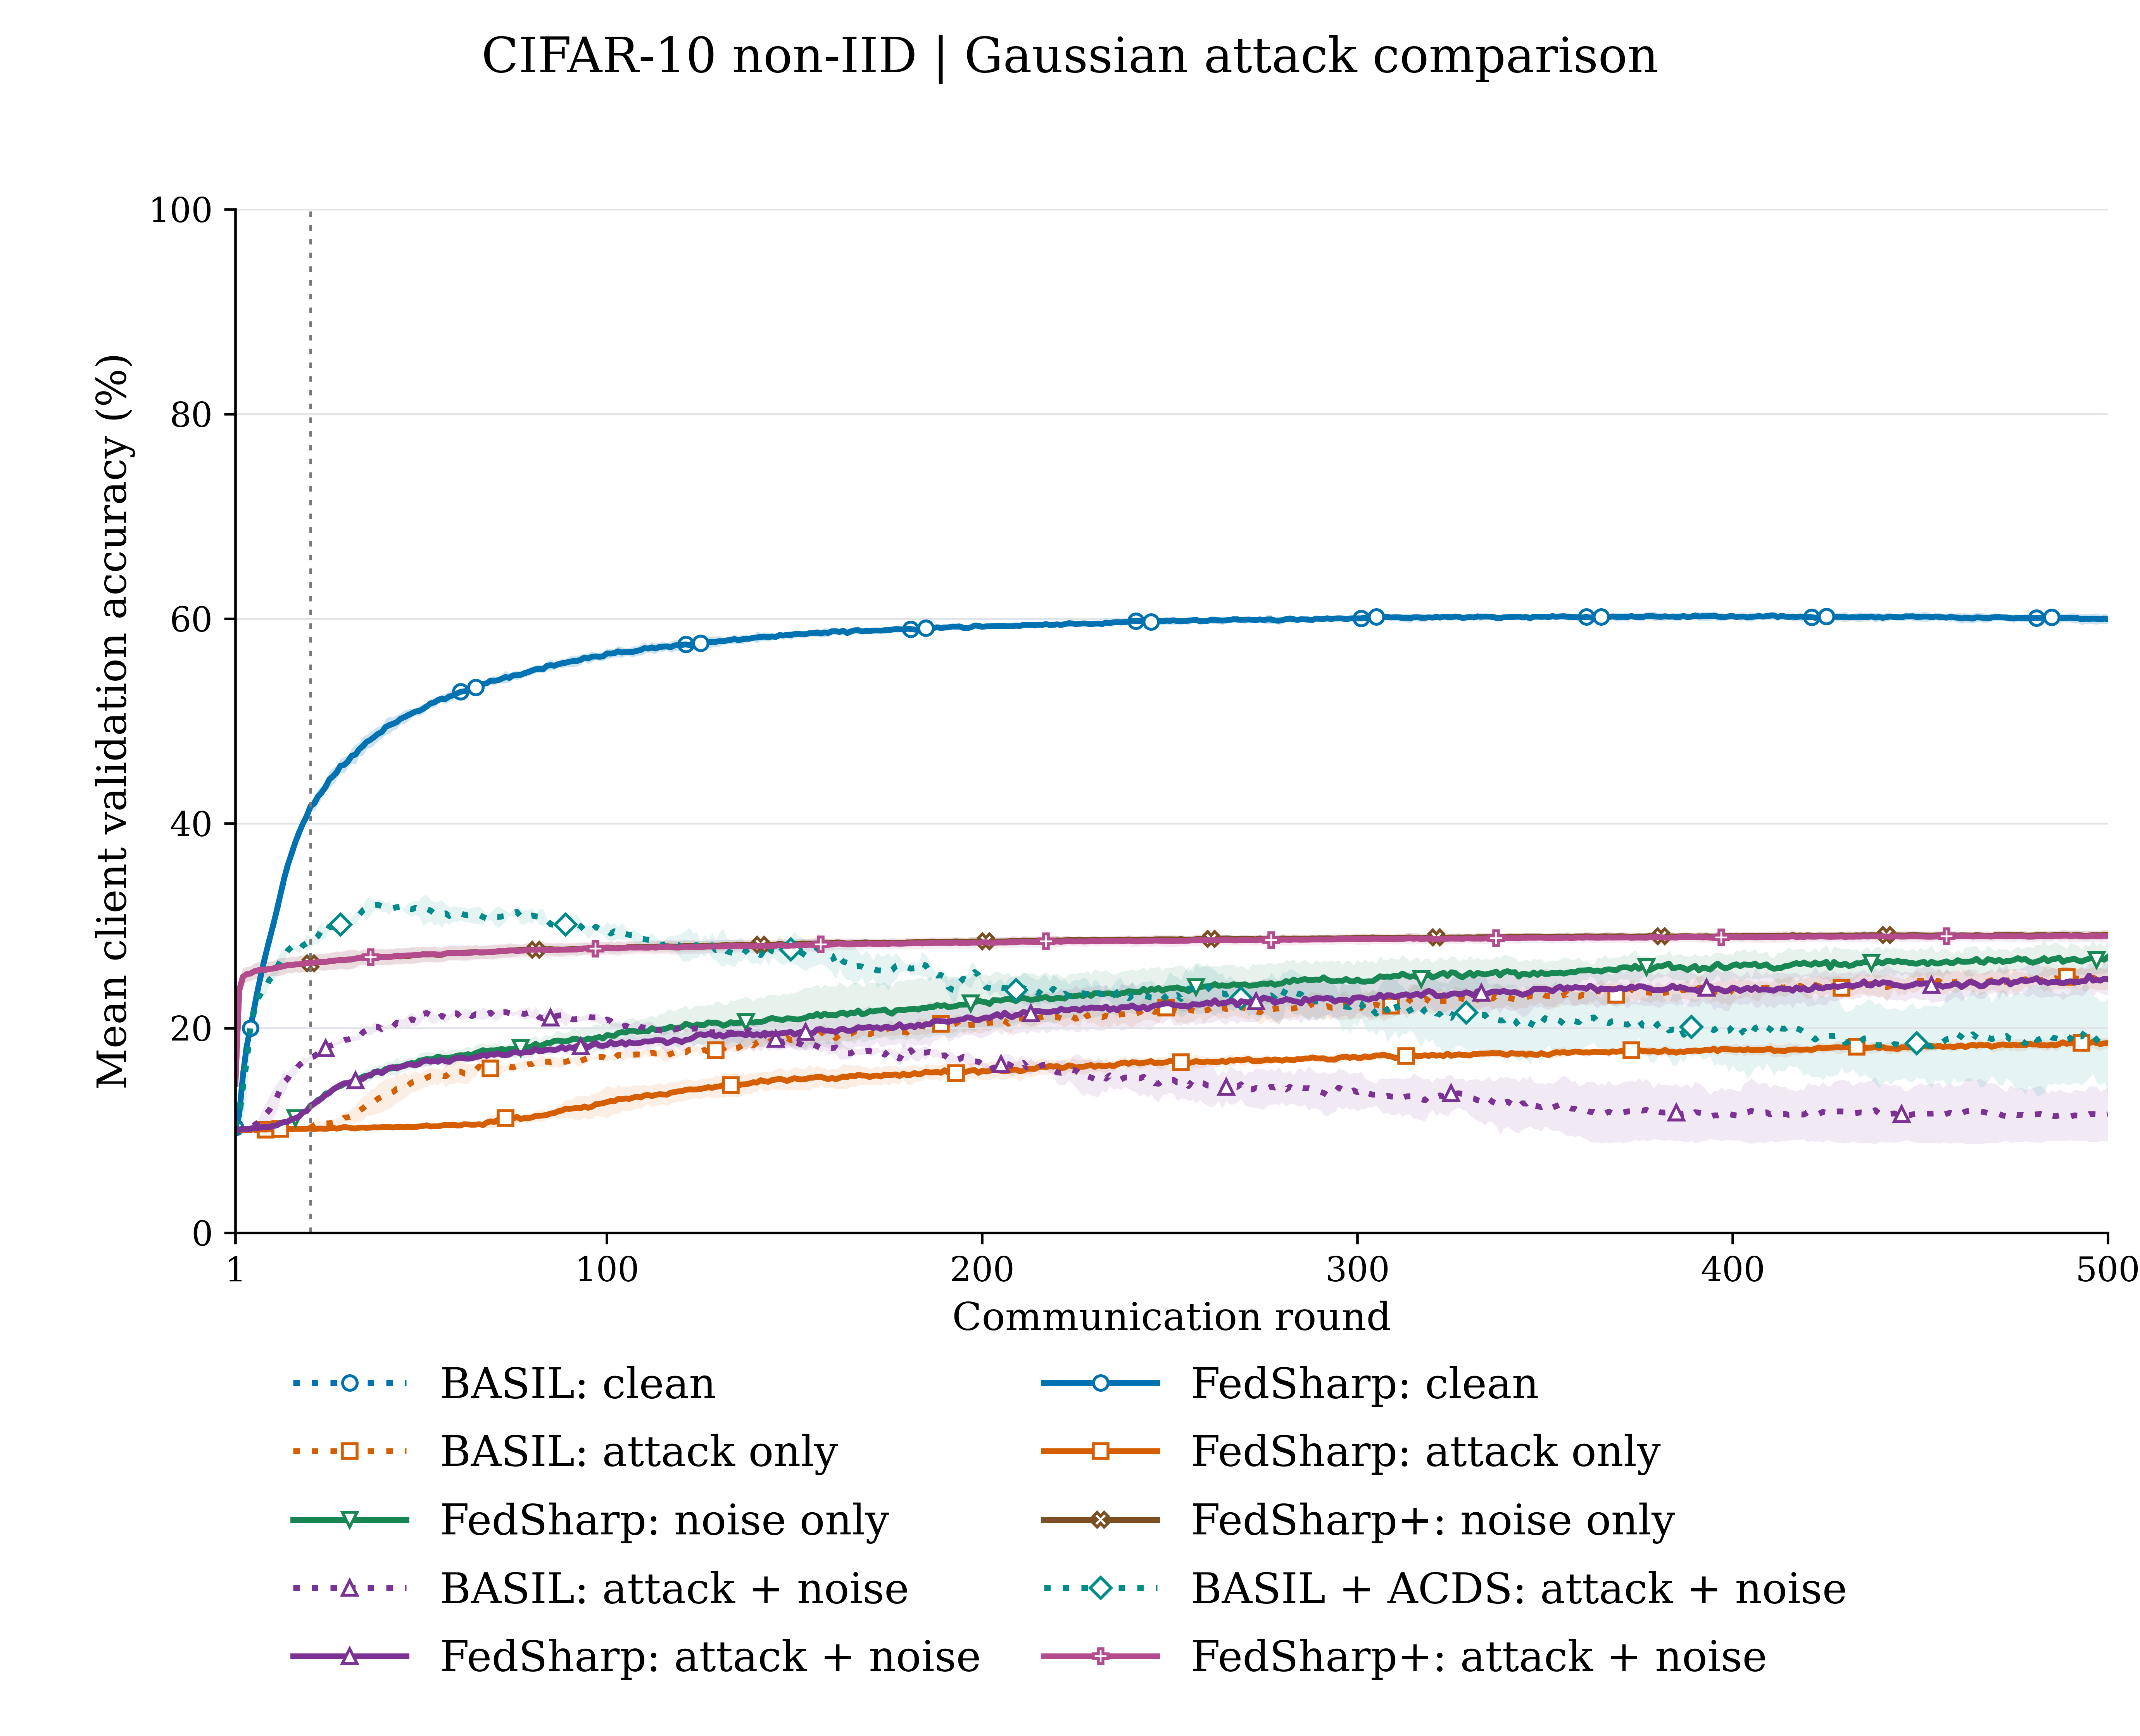 CIFAR-10 non-IID | Gaussian attack comparison
Mean client validation accuracy (%)
100
80
60
40
20
0
1 100 200 300 400 500
Communication round
BASIL: clean
FedSharp: clean
BASIL: attack only
FedSharp: attack only
FedSharp: noise only
FedSharp+: noise only
BASIL: attack + noise
BASIL + ACDS: attack + noise
FedSharp: attack + noise
FedSharp+: attack + noise